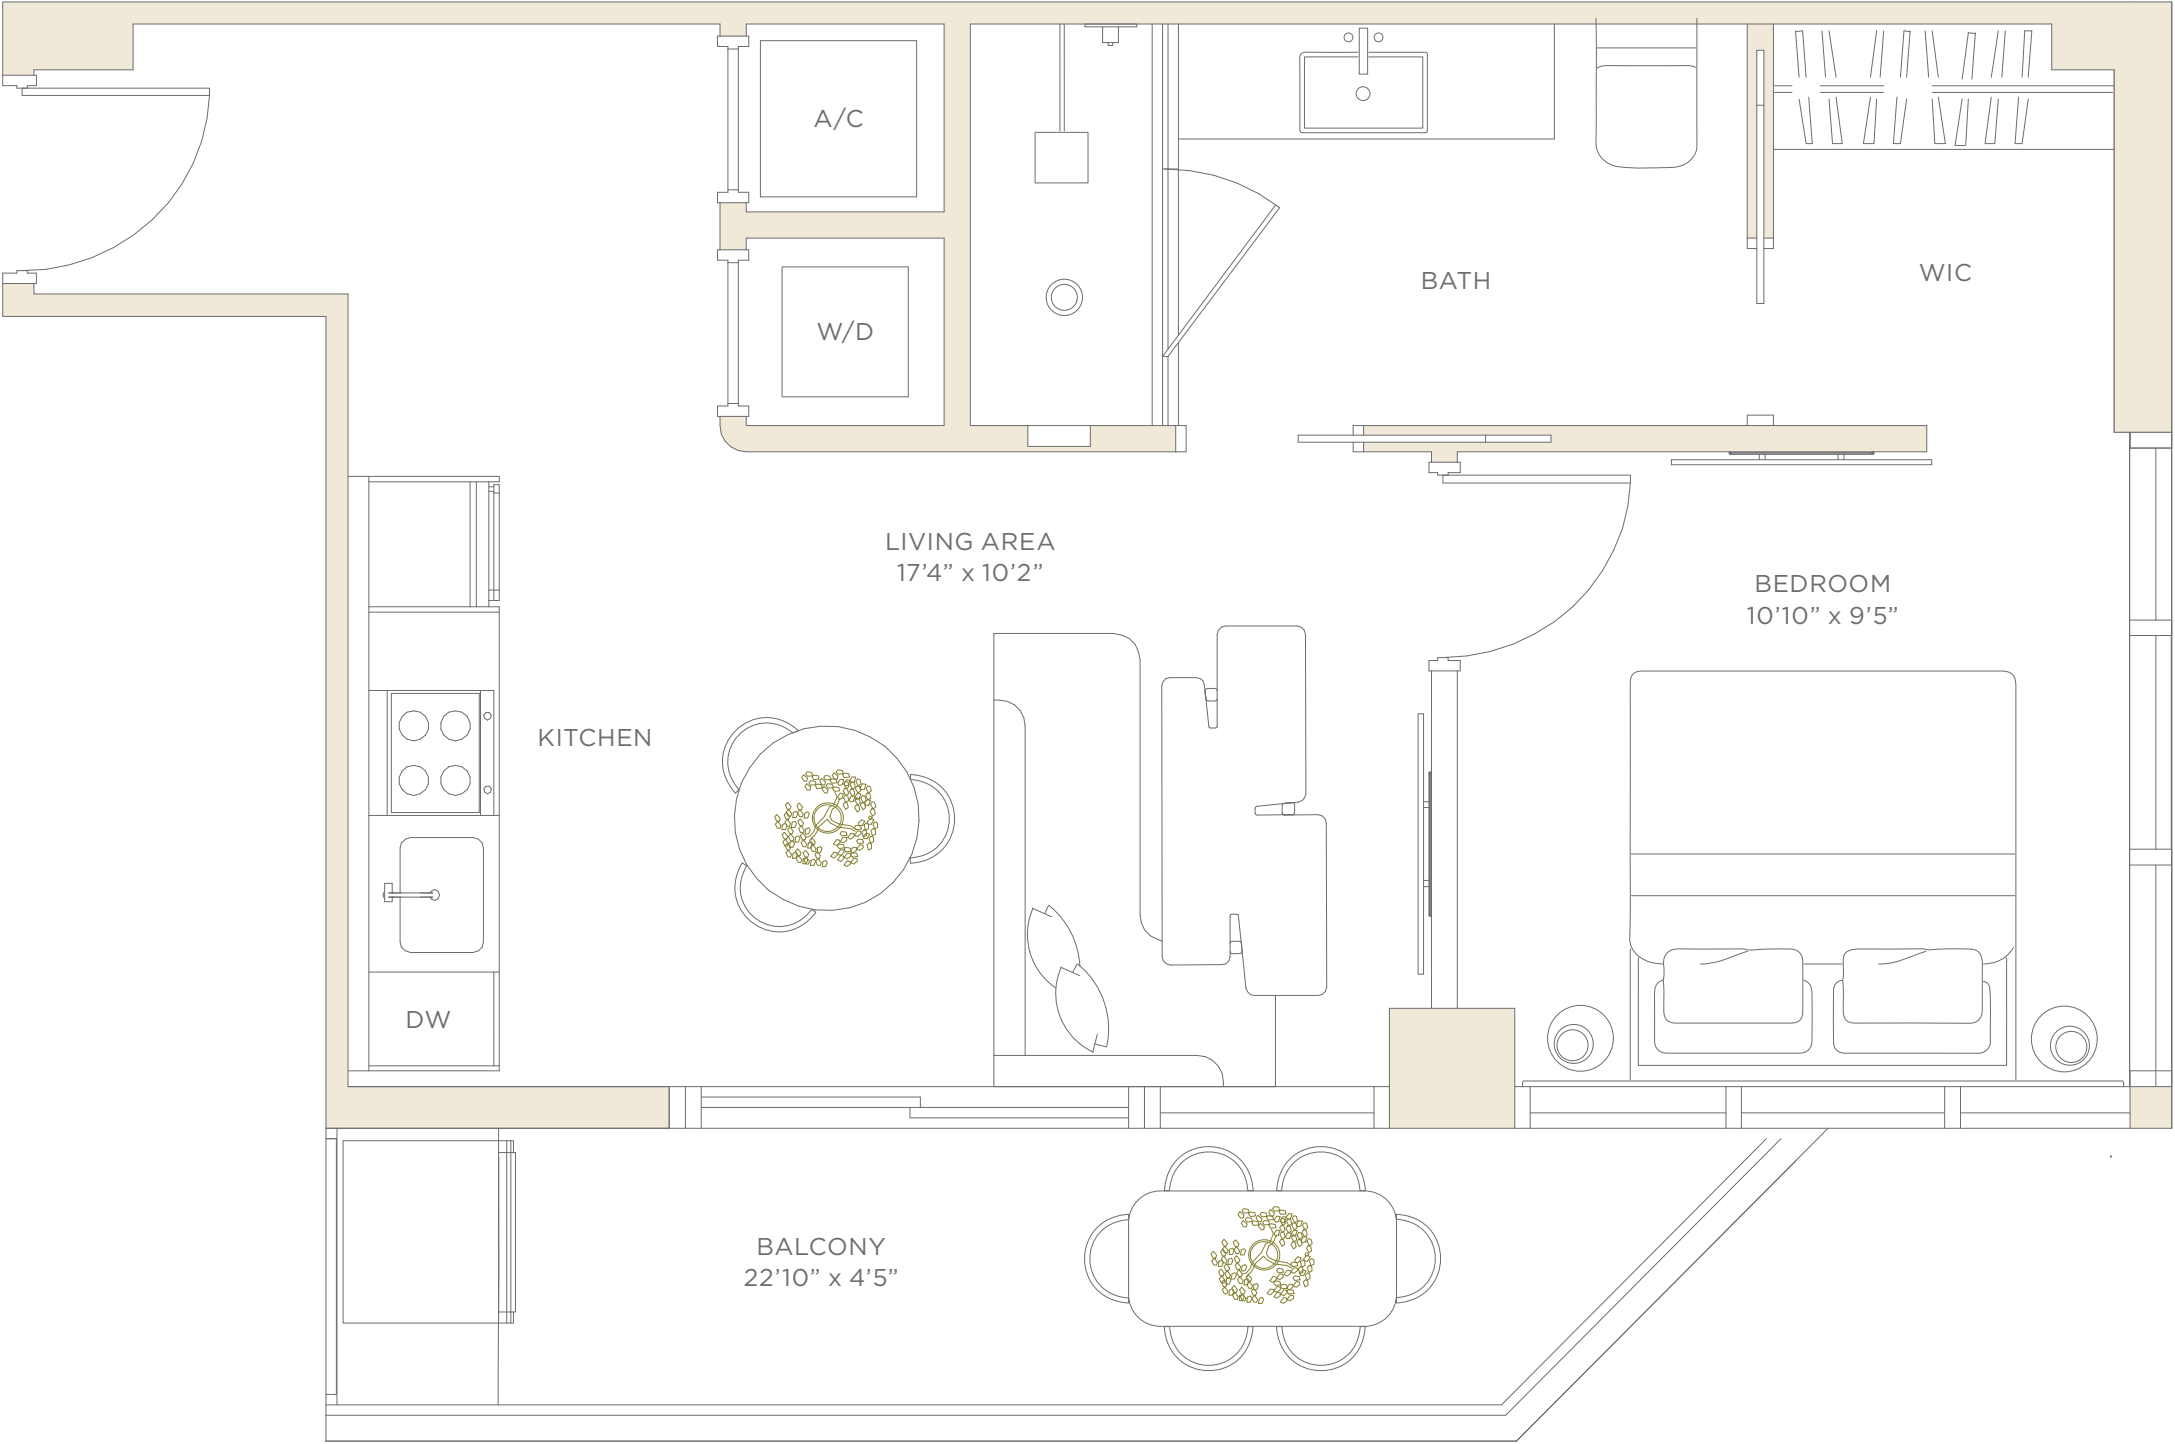 A/C
W/D
BATH
WIC
LIVING AREA
17’4” x 10’2”
BEDROOM
10’10” x 9’5”
KITCHEN
DW
BALCONY
22’10” x 4’5”